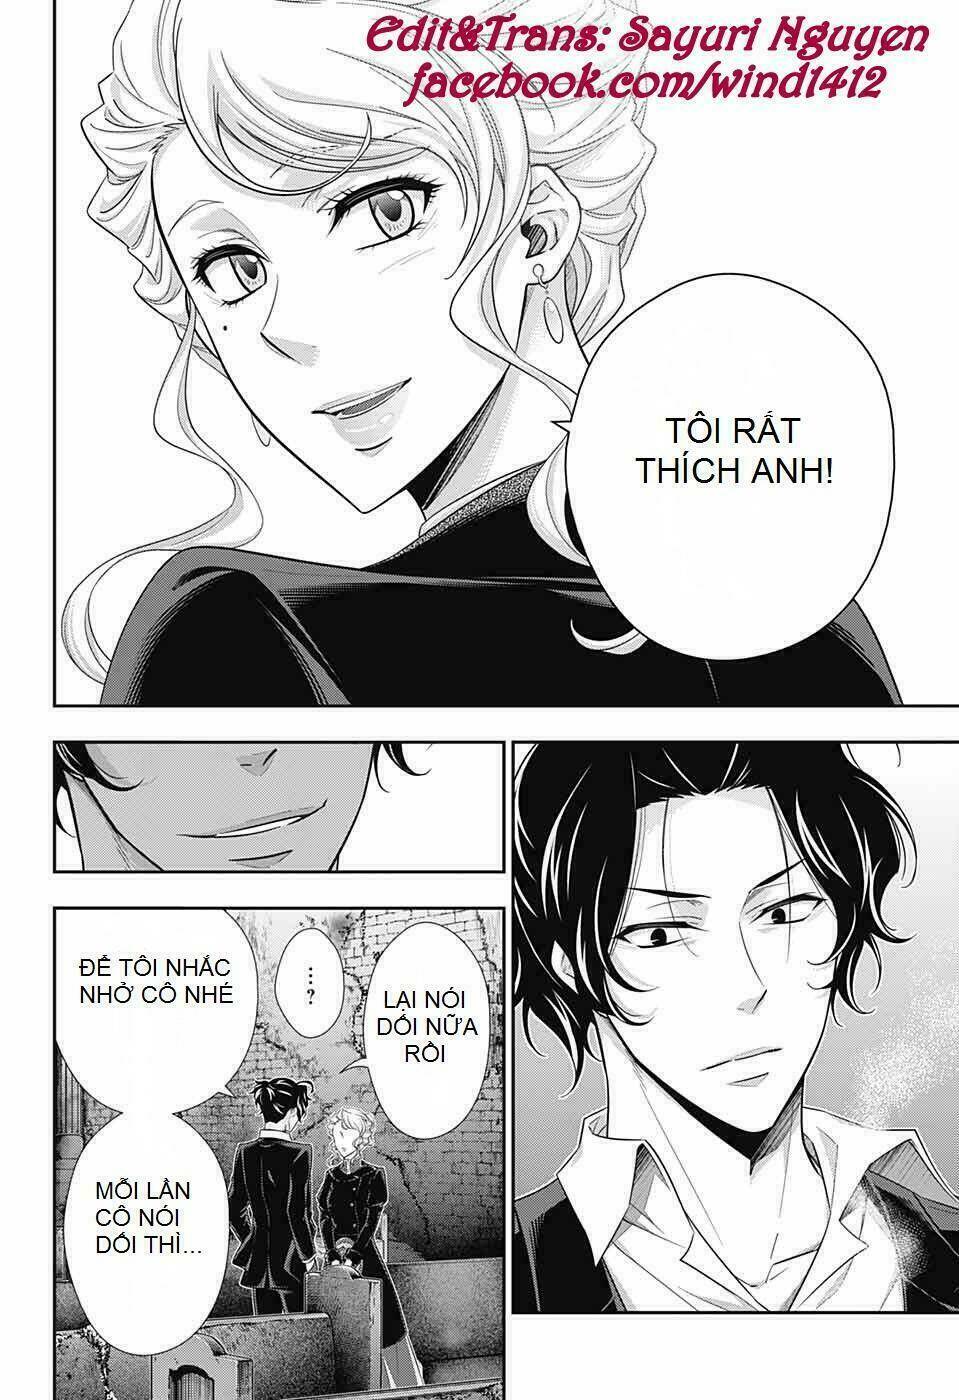 Edit&Trans: Sayuri Nguyen
facebook.com/wind1412
TÔI RẤT
THÍCH ANH!
LẠI NÓI
DỐI NỮA
RỒI
...?
ĐỂ TÔI NHẮC
NHỞ CÔ NHÉ
MỖI LẦN
CÔ NÓI
DỐI THÌ...